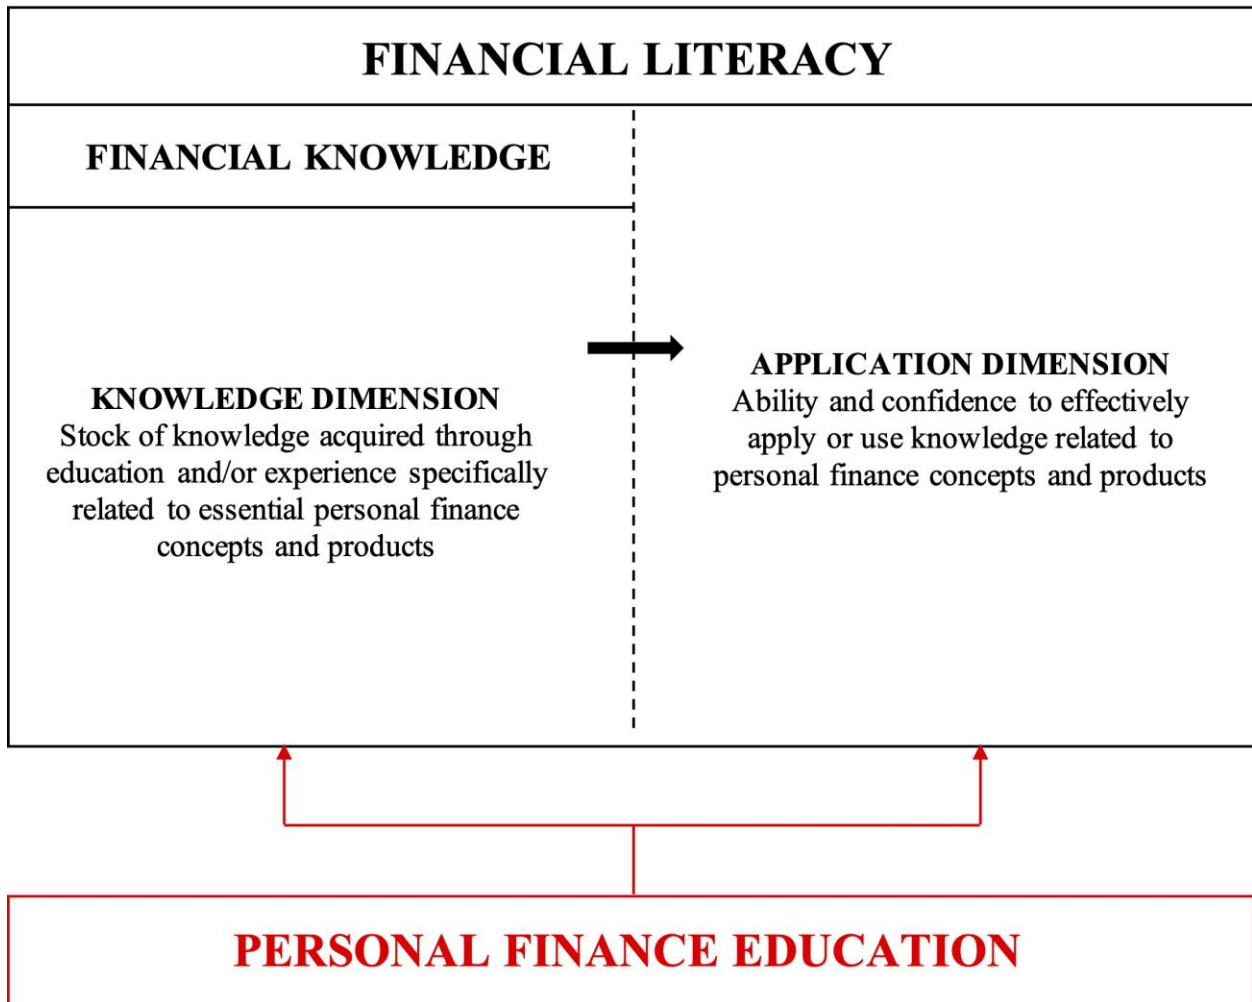 FINANCIAL LITERACY
FINANCIAL KNOWLEDGE
KNOWLEDGE DIMENSION
Stock of knowledge acquired through
education and/or experience specifically
related to essential personal finance
concepts and products
APPLICATION DIMENSION
Ability and confidence to effectively
apply or use knowledge related to
personal finance concepts and products
PERSONAL FINANCE EDUCATION